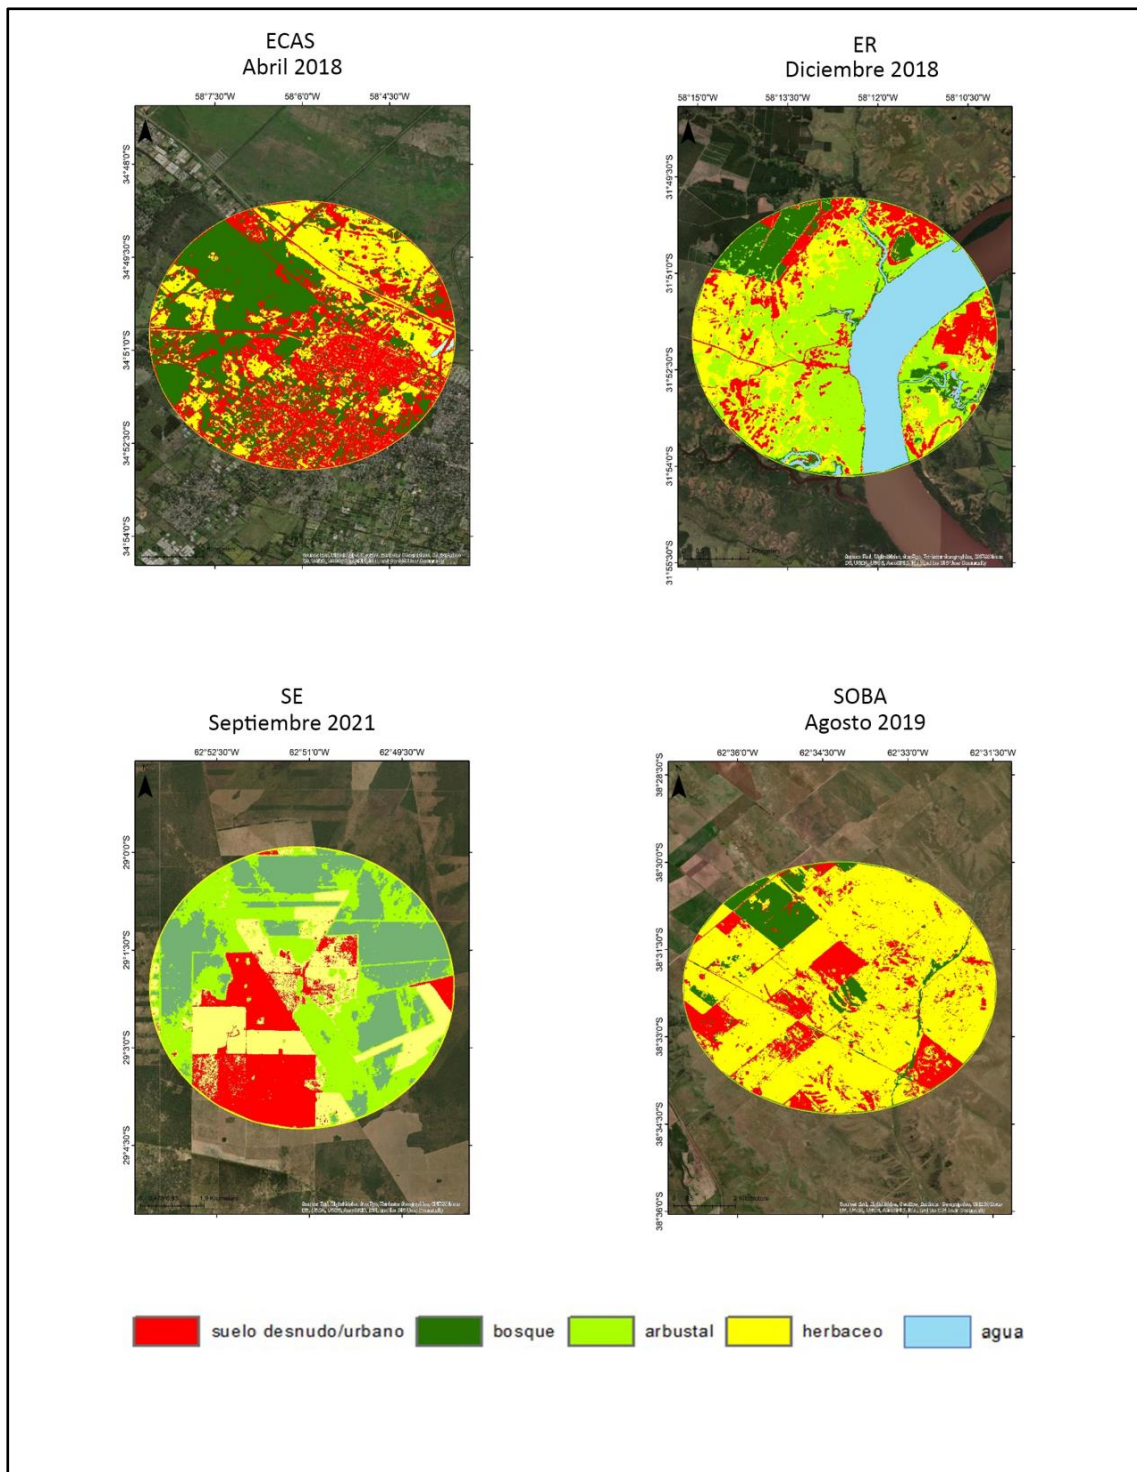 ECAS
Abril 2018
58°7'30"W 58°6'0"W 58°4'30"W
34°48'0"S
34°49'30"S
34°51'0"S
34°52'30"S
34°54'0"S
ER
Diciembre 2018
58°15'0"W 58°13'30"W 58°12'0"W 58°10'30"W
31°49'30"S
31°51'0"S
31°52'30"S
31°54'0"S
31°55'30"S
SE
Septiembre 2021
62°52'30"W 62°51'0"W 62°49'30"W
29°0'0"S
29°1'30"S
29°3'0"S
29°4'30"S
SOBA
Agosto 2019
62°36'0"W 62°34'30"W 62°33'0"W 62°31'30"W
38°28'30"S
38°30'0"S
38°31'30"S
38°33'0"S
38°34'30"S
38°36'0"S
suelo desnudo/urbano bosque arbustal herbaceo agua